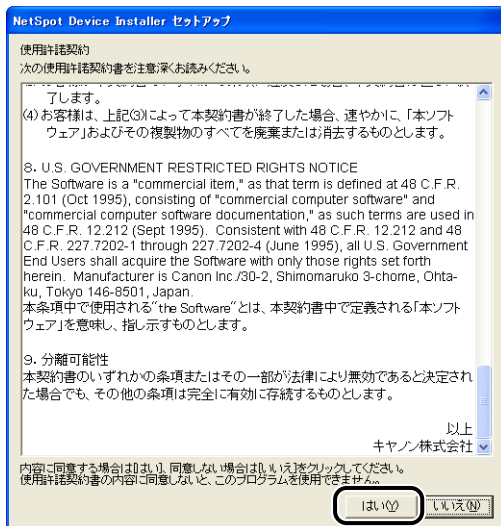 NetSpot Device Installer セットアップ
使用許諾契約
次の使用許諾契約書を注意深くお読みください。
了します。
(4)お客様は、上記(3)によって本契約書が終了した場合、速やかに、「本ソフト
ウェア」およびその複製物のすべてを廃棄または消去するものとします。
8. U.S. GOVERNMENT RESTRICTED RIGHTS NOTICE
The Software is a "commercial item," as that term is defined at 48 C.F.R.
2.101 (Oct 1995), consisting of "commercial computer software" and
"commercial computer software documentation," as such terms are used in
48 C.F.R. 12.212 (Sept 1995).  Consistent with 48 C.F.R. 12.212 and 48
C.F.R. 227.7202-1 through 227.7202-4 (June 1995), all U.S. Government
End Users shall acquire the Software with only those rights set forth
herein.  Manufacturer is Canon Inc./30-2, Shimomaruko 3-chome, Ohta-
ku, Tokyo 146-8501, Japan.
本条項中で使用される"the Software"とは、本契約書中で定義される「本ソフト
ウェア」を意味し、指し示すものとします。
9. 分離可能性
本契約書のいずれかの条項またはその一部が法律により無効であると決定され
た場合でも、その他の条項は完全に有効に存続するものとします。
以上
キヤノン株式会社
内容に同意する場合は[はい]、同意しない場合は[いいえ]をクリックしてください。
使用許諾契約書の内容に同意しないと、このプログラムを使用できません。
はい(Y)
いいえ(N)